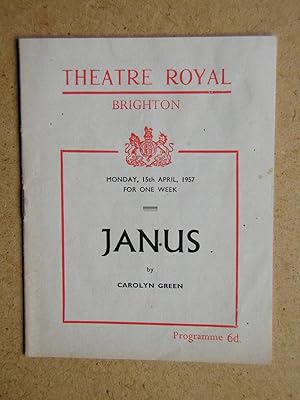 THEATRE ROYAL
BRIGHTON
MONDAY, 15th APRIL, 1957
FOR ONE WEEK
JANUS
by
CAROLYN GREEN
Programme 6d.